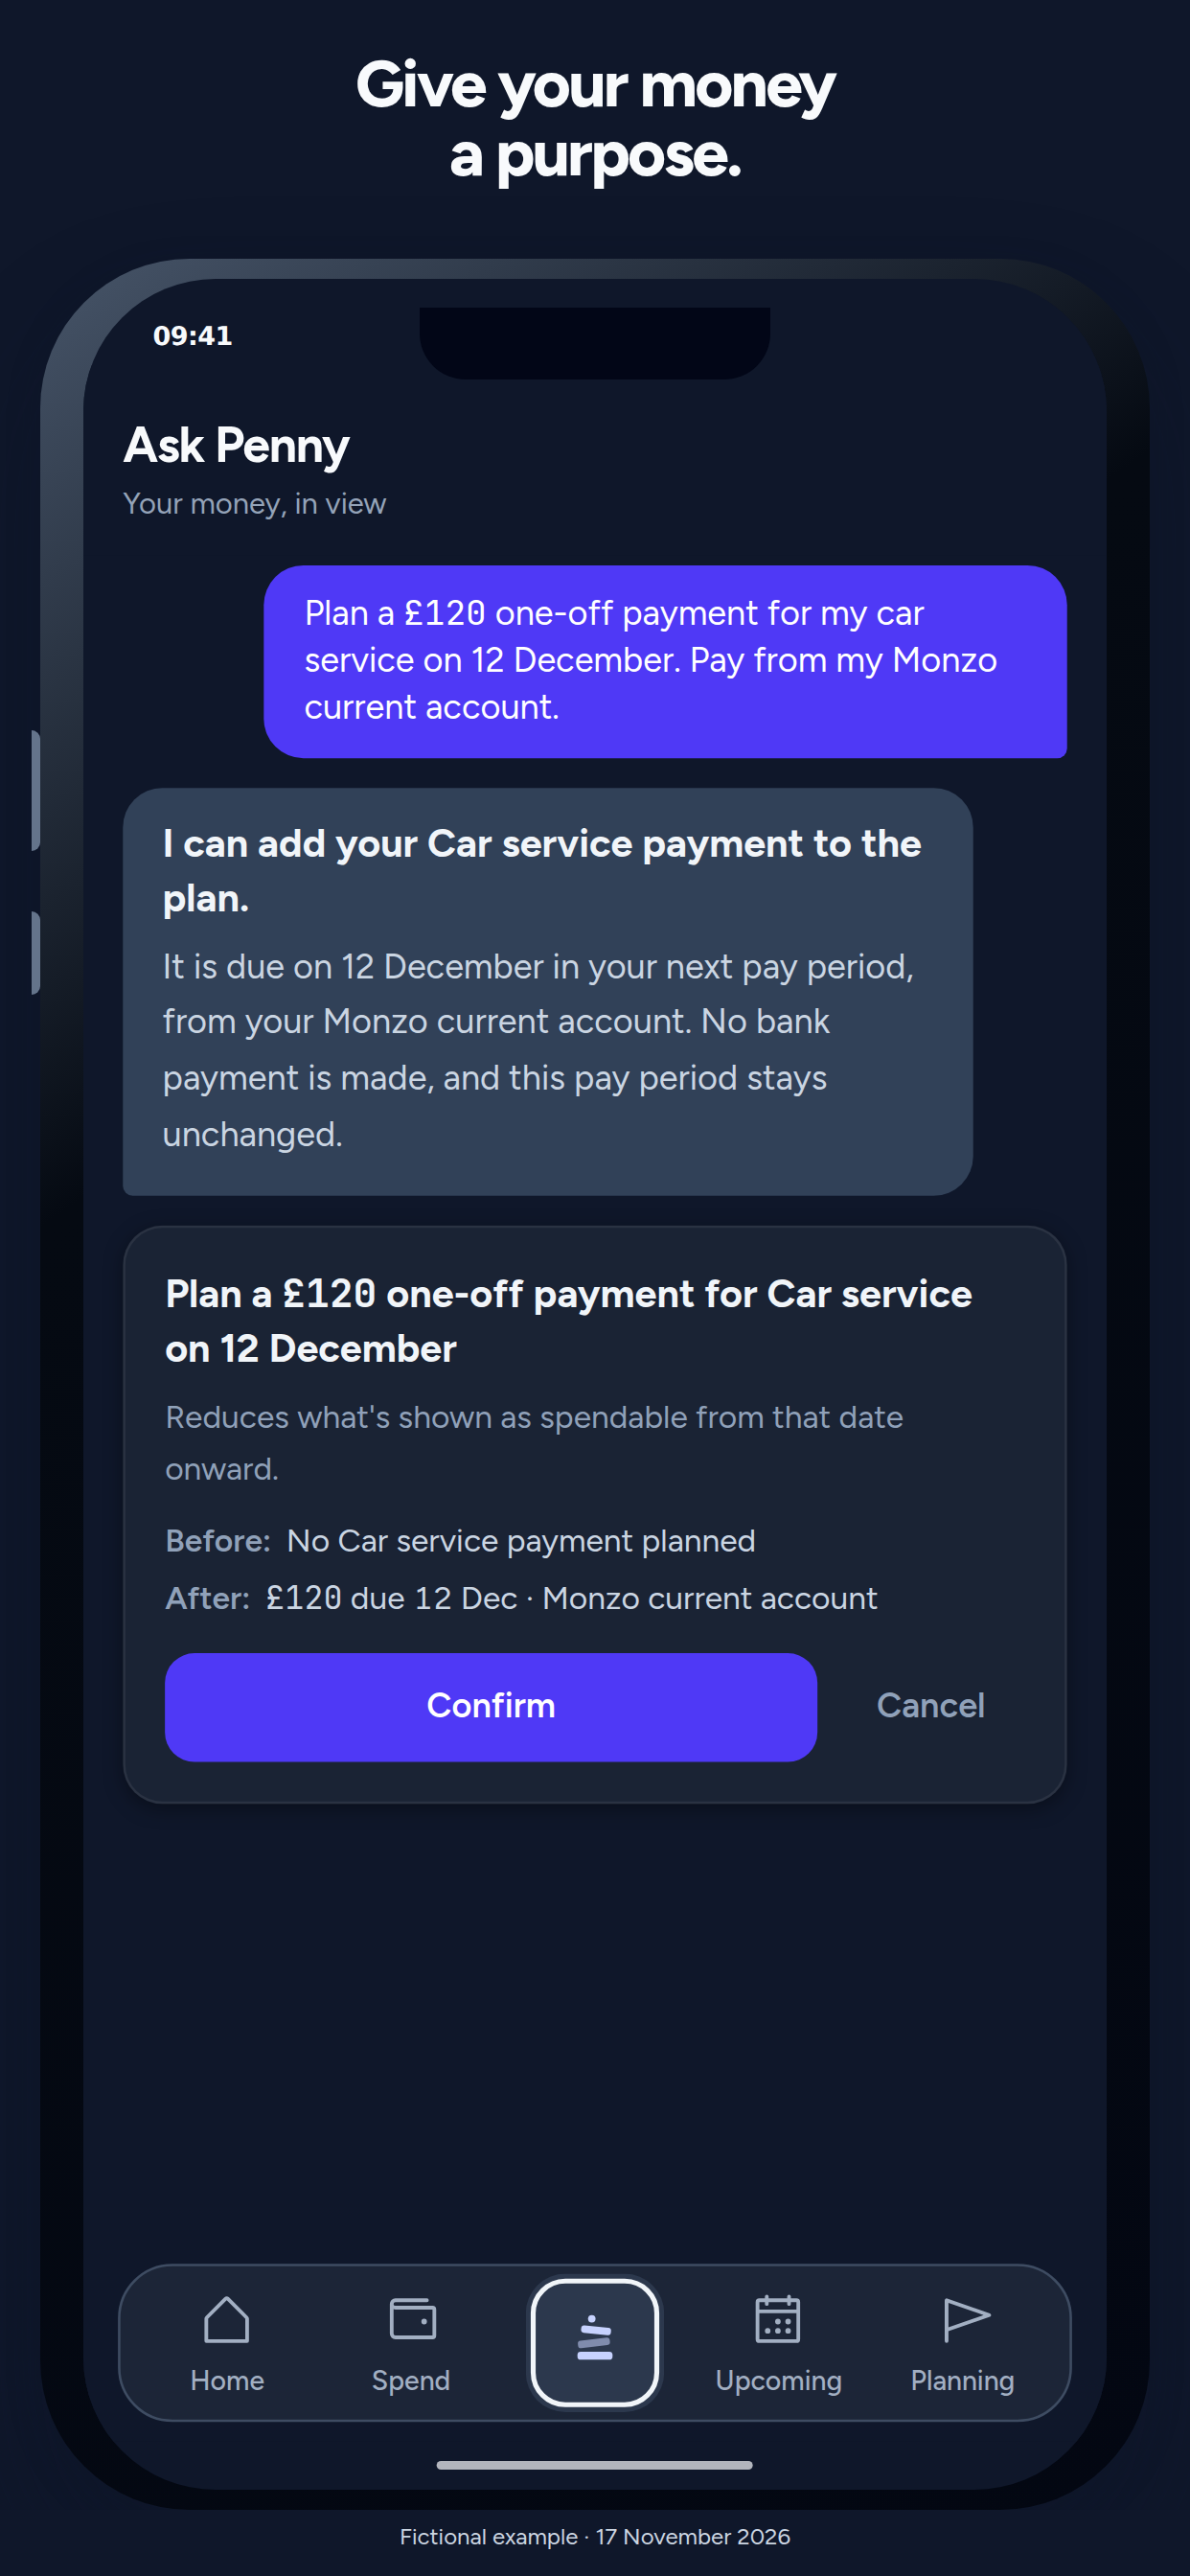 Give your money
a purpose.
09:41
Ask Penny
Your money, in view
Plan a £120 one-off payment for my car
service on 12 December. Pay from my Monzo
current account.
I can add your Car service payment to the
plan.
It is due on 12 December in your next pay period,
from your Monzo current account. No bank
payment is made, and this pay period stays
unchanged.
Plan a £120 one-off payment for Car service
on 12 December
Reduces what's shown as spendable from that date
onward.
Before: No Car service payment planned
After: £120 due 12 Dec · Monzo current account
Confirm Cancel
Home Spend Upcoming Planning
Fictional example · 17 November 2026